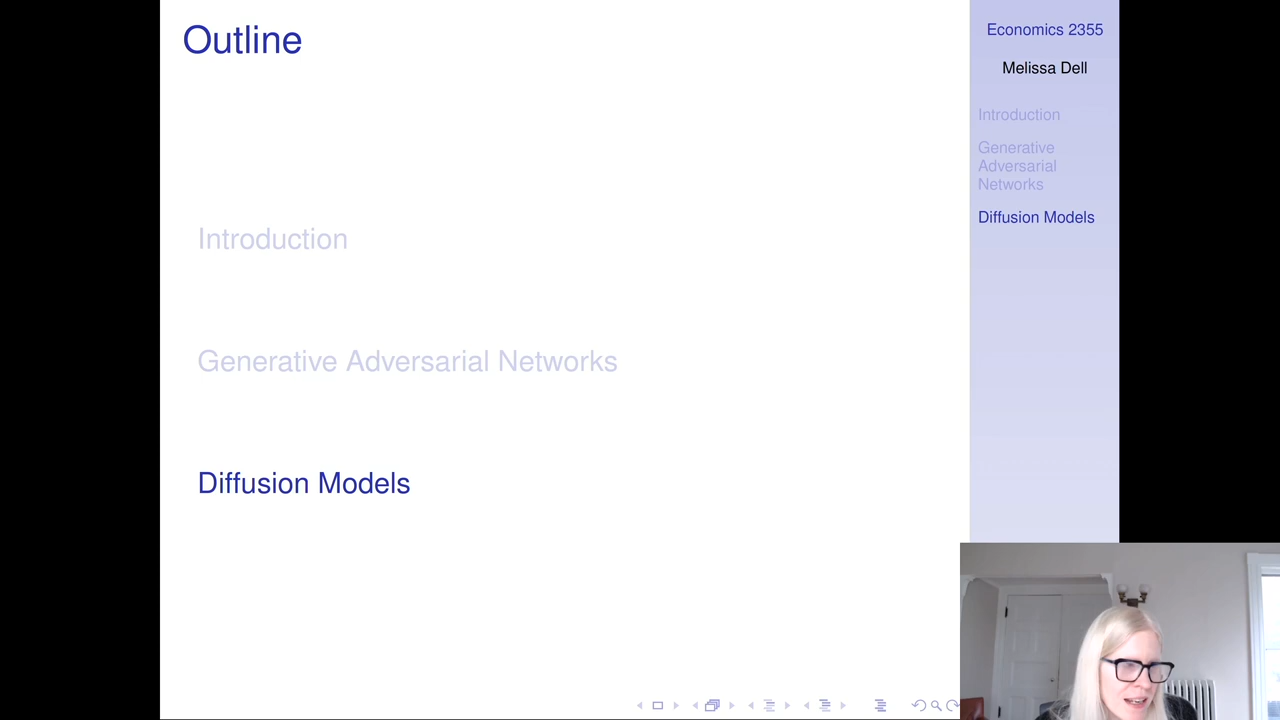 Outline
Introduction
Generative Adversarial Networks
Diffusion Models
Economics 2355
Melissa Dell
Introduction
Generative
Adversarial
Networks
Diffusion Models